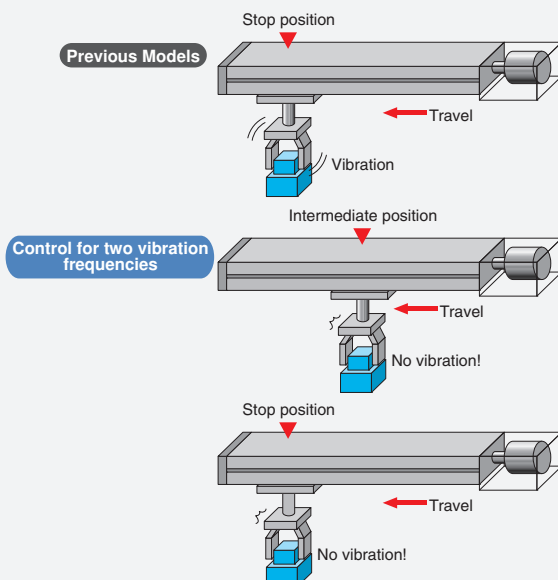 Stop position
Previous Models
Travel
Vibration
Intermediate position
Control for two vibration
frequencies
Travel
No vibration!
Stop position
Travel
No vibration!